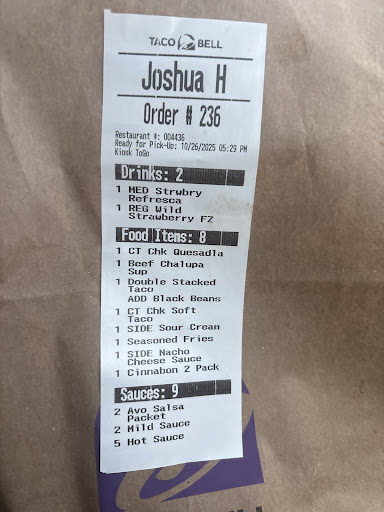 TACO BELL
Joshua H
Order # 236
Restaurant #: 004436
Ready for Pick-Up: 10/26/2025 05:29 PM
Kiosk ToGo
Drinks: 2
1 MED Strwbry
Refresca
1 REG Wild
Strawberry FZ
Food Items: 8
1 CT Chk Quesadla
1 Beef Chalupa
Sup
1 Double Stacked
Taco
ADD Black Beans
1 CT Chk Soft
Taco
1 SIDE Sour Cream
1 Seasoned Fries
1 SIDE Nacho
Cheese Sauce
1 Cinnabon 2 Pack
Sauces: 9
2 Avo Salsa
Packet
2 Mild Sauce
5 Hot Sauce